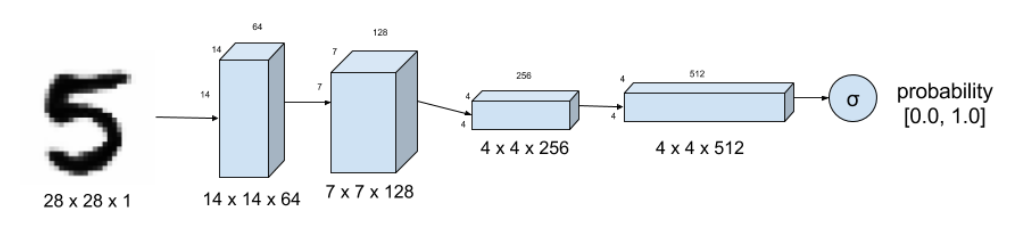 5
28 x 28 x 1
64
14
14
14 x 14 x 64
128
7
7
7 x 7 x 128
256
4
4
4 x 4 x 256
512
4
4
4 x 4 x 512
σ
probability
[0.0, 1.0]